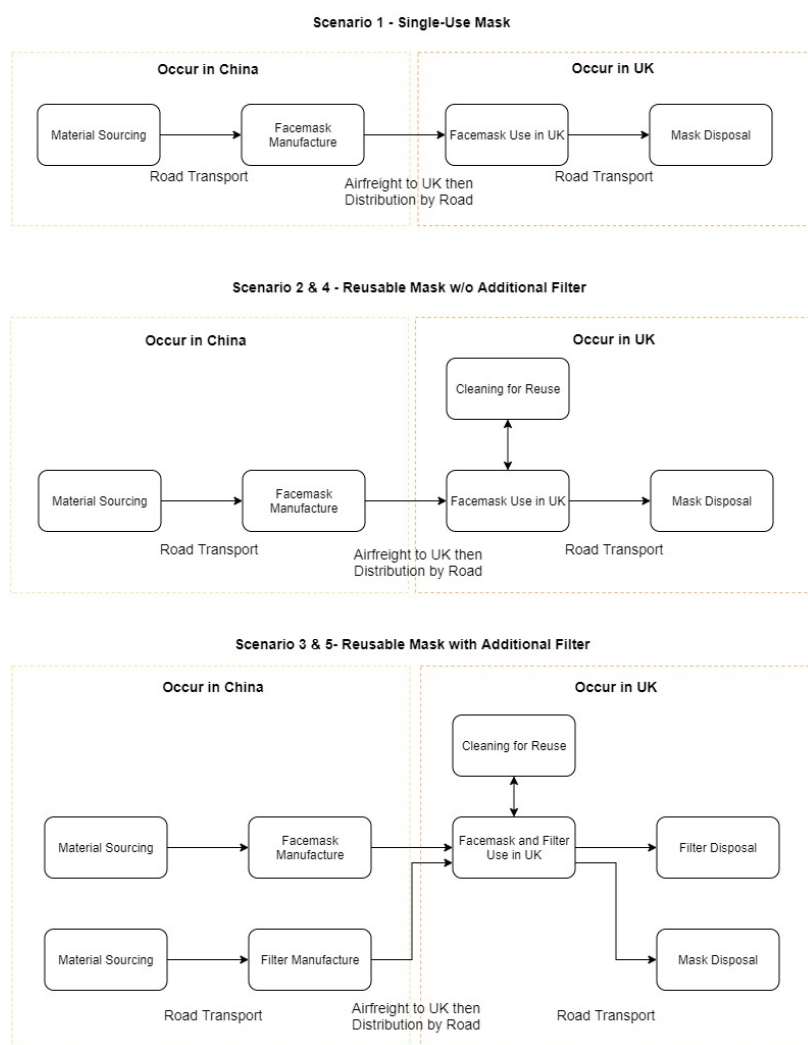 Scenario 1 - Single-Use Mask
Occur in China
Occur in UK
Material Sourcing
Facemask
Manufacture
Facemask Use in UK
Mask Disposal
Road Transport
Airfreight to UK then
Distribution by Road
Road Transport
Scenario 2 & 4 - Reusable Mask w/o Additional Filter
Occur in China
Occur in UK
Cleaning for Reuse
Material Sourcing
Facemask
Manufacture
Facemask Use in UK
Mask Disposal
Road Transport
Airfreight to UK then
Distribution by Road
Road Transport
Scenario 3 & 5- Reusable Mask with Additional Filter
Occur in China
Occur in UK
Cleaning for Reuse
Material Sourcing
Facemask
Manufacture
Facemask and Filter
Use in UK
Filter Disposal
Material Sourcing
Filter Manufacture
Mask Disposal
Road Transport
Airfreight to UK then
Distribution by Road
Road Transport